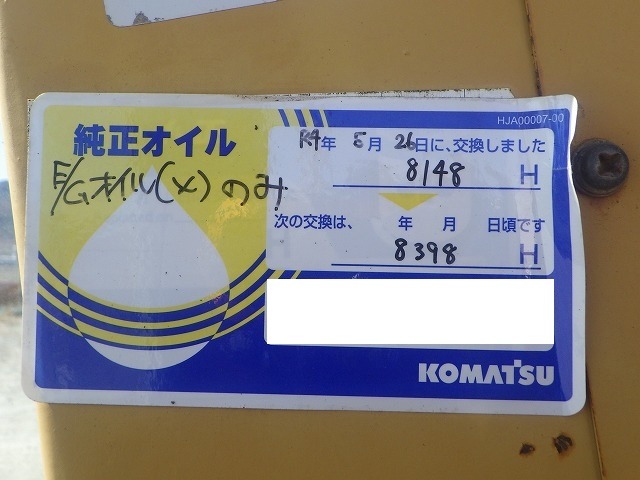 HJA00007-00
純正オイル
E/Gオイル(メ)のみ
R4年 5月 26日に、交換しました
8148 H
次の交換は、 年 月 日頃です
8398 H
KOMATSU